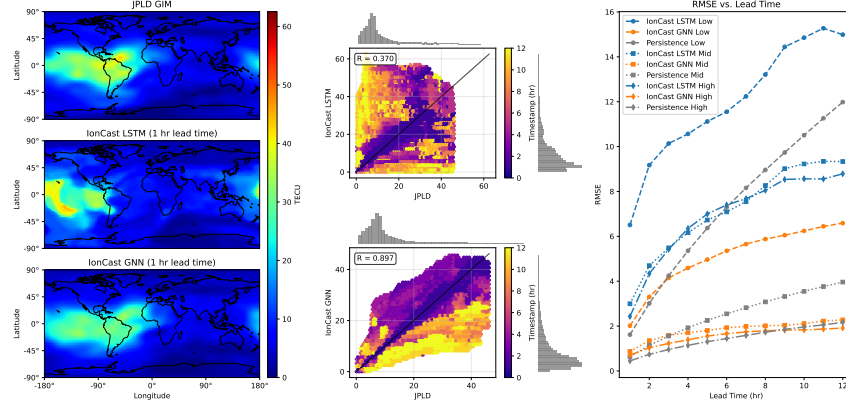 JPLD GIM
90°
45°
0°
-45°
-90°
Latitude
IonCast LSTM (1 hr lead time)
90°
45°
0°
-45°
-90°
Latitude
IonCast GNN (1 hr lead time)
90°
45°
0°
-45°
-90°
Latitude
-180° -90° 0° 90° 180°
Longitude
60
50
40
30
20
10
0
TECU
R = 0.370
60
40
20
0
IonCast LSTM
0 20 40 60
JPLD
12
10
8
6
4
2
0
Timestamp (hr)
R = 0.897
40
20
0
IonCast GNN
0 20 40
JPLD
12
10
8
6
4
2
0
Timestamp (hr)
RMSE vs. Lead Time
16
14
12
10
8
6
4
2
0
RMSE
IonCast LSTM Low
IonCast GNN Low
Persistence Low
IonCast LSTM Mid
IonCast GNN Mid
Persistence Mid
IonCast LSTM High
IonCast GNN High
Persistence High
2 4 6 8 10 12
Lead Time (hr)